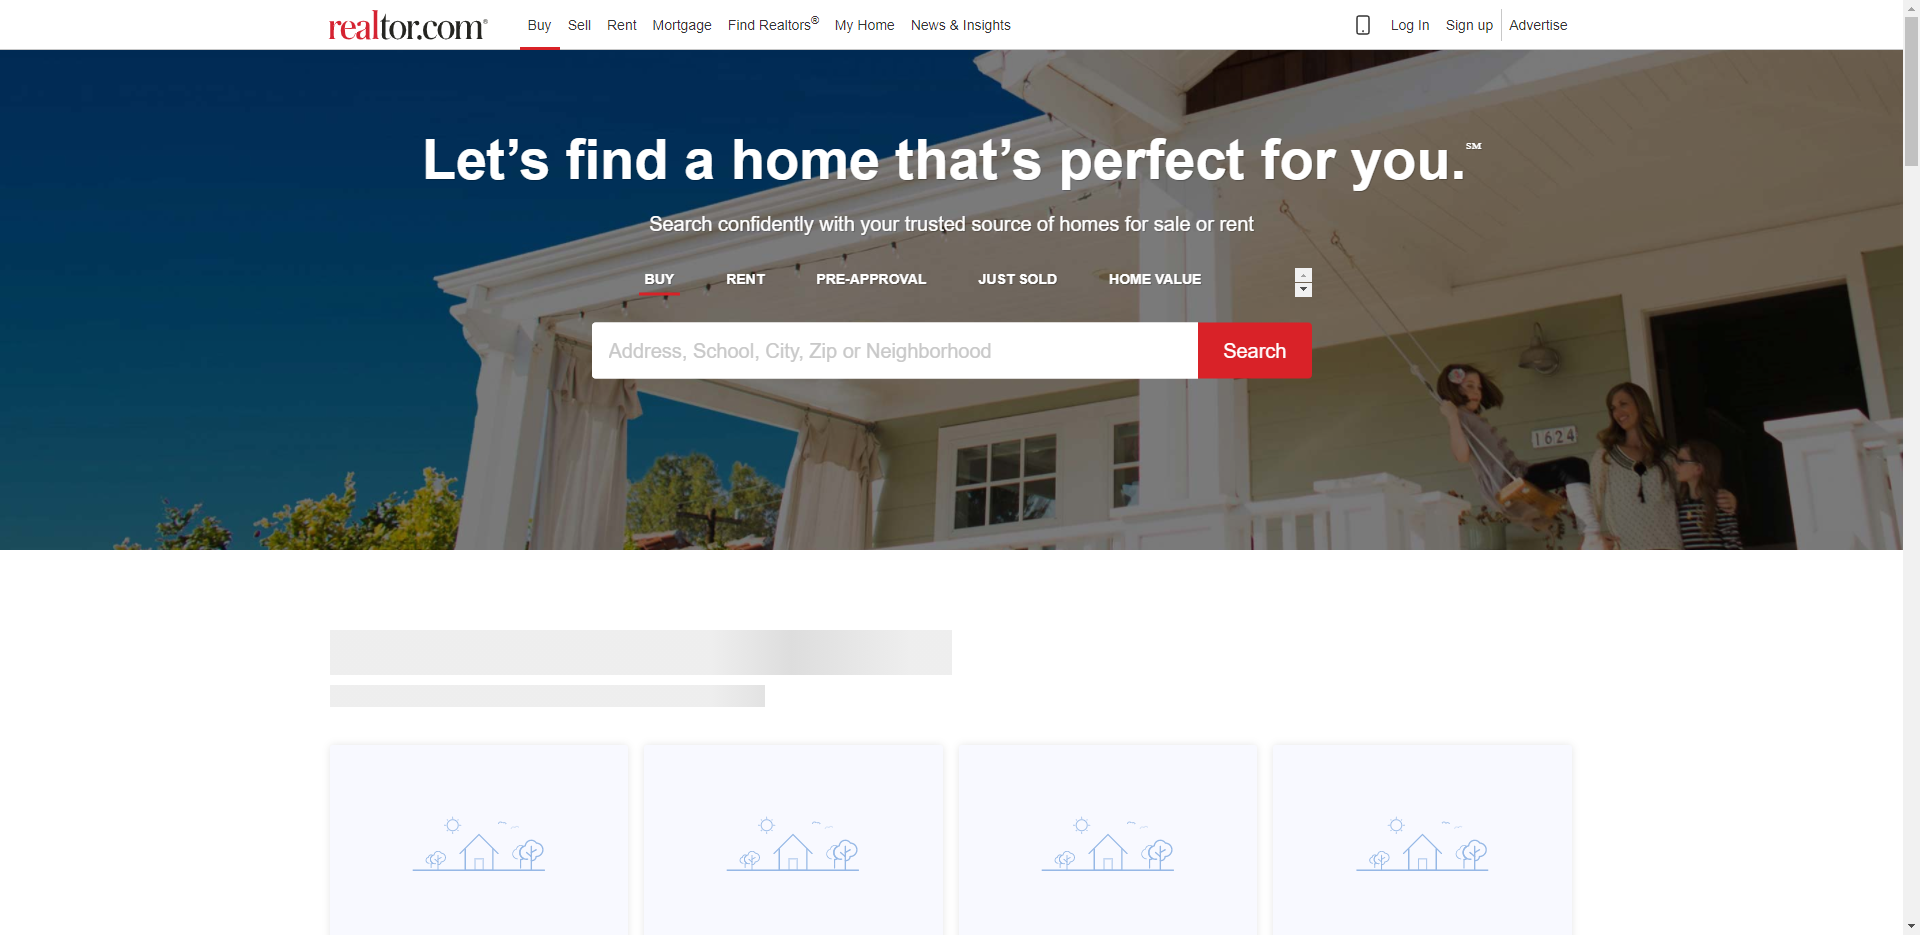 realtor.com® Buy Sell Rent Mortgage Find Realtors® My Home News & Insights Log In Sign up Advertise
Let’s find a home that’s perfect for you.℠
Search confidently with your trusted source of homes for sale or rent
BUY RENT PRE-APPROVAL JUST SOLD HOME VALUE
Address, School, City, Zip or Neighborhood Search
1624